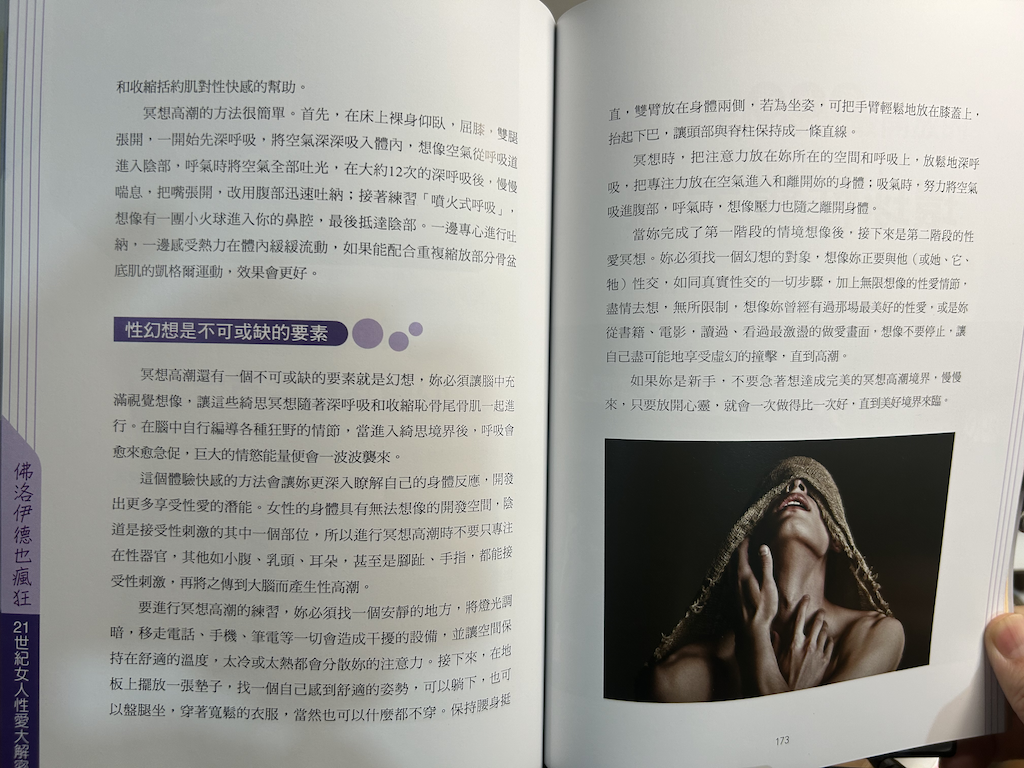 和收縮括約肌對性快感的幫助。
冥想高潮的方法很簡單。首先，在床上裸身仰臥，屈膝，雙腿
張開，一開始先深呼吸，將空氣深深吸入體內，想像空氣從呼吸道
進入陰部，呼氣時將空氣全部吐光，在大約12次的深呼吸後，慢慢
喘息，把嘴張開，改用腹部迅速吐納；接著練習「噴火式呼吸」，
想像有一團小火球進入你的鼻腔，最後抵達陰部。一邊專心進行吐
納，一邊感受熱力在體內緩緩流動，如果能配合重複縮放部分骨盆
底肌的凱格爾運動，效果會更好。
性幻想是不可或缺的要素
冥想高潮還有一個不可或缺的要素就是幻想，妳必須讓腦中充
滿視覺想像，讓這些綺思冥想隨著深呼吸和收縮恥骨尾骨肌一起進
行。在腦中自行編導各種狂野的情節，當進入綺思境界後，呼吸會
愈來愈急促，巨大的情慾能量便會一波波襲來。
這個體驗快感的方法會讓妳更深入瞭解自己的身體反應，開發
出更多享受性愛的潛能。女性的身體具有無法想像的開發空間，陰
道是接受性刺激的其中一個部位，所以進行冥想高潮時不要只專注
在性器官，其他如小腹、乳頭、耳朵，甚至是腳趾、手指，都能接
受性刺激，再將之傳到大腦而產生性高潮。
要進行冥想高潮的練習，妳必須找一個安靜的地方，將燈光調
暗，移走電話、手機、筆電等一切會造成干擾的設備，並讓空間保
持在舒適的溫度，太冷或太熱都會分散妳的注意力。接下來，在地
板上擺放一張墊子，找一個自己感到舒適的姿勢，可以躺下，也可
以盤腿坐，穿著寬鬆的衣服，當然也可以什麼都不穿。保持腰身挺
佛洛伊德也瘋狂
21世紀女人性愛大解密
直，雙臂放在身體兩側，若為坐姿，可把手臂輕鬆地放在膝蓋上，
抬起下巴，讓頭部與脊柱保持成一條直線。
冥想時，把注意力放在妳所在的空間和呼吸上，放鬆地深呼
吸，把專注力放在空氣進入和離開妳的身體；吸氣時，努力將空氣
吸進腹部，呼氣時，想像壓力也隨之離開身體。
當妳完成了第一階段的情境想像後，接下來是第二階段的性
愛冥想。妳必須找一個幻想的對象，想像妳正要與他（或她、它、
牠）性交，如同真實性交的一切步驟，加上無限想像的性愛情節，
盡情去想，無所限制，想像妳曾經有過那場最美好的性愛，或是妳
從書籍、電影，讀過、看過最激盪的做愛畫面，想像不要停止，讓
自己盡可能地享受虛幻的撞擊，直到高潮。
如果妳是新手，不要急著想達成完美的冥想高潮境界，慢慢
來，只要放開心靈，就會一次做得比一次好，直到美好境界來臨。
173